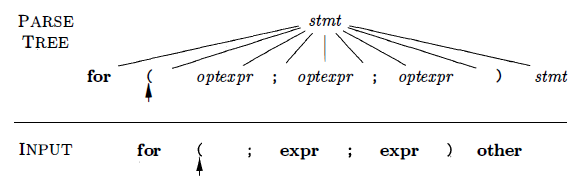 PARSE stmt
TREE
for ( optexpr ; optexpr ; optexpr ) stmt
INPUT for ( ; expr ; expr ) other